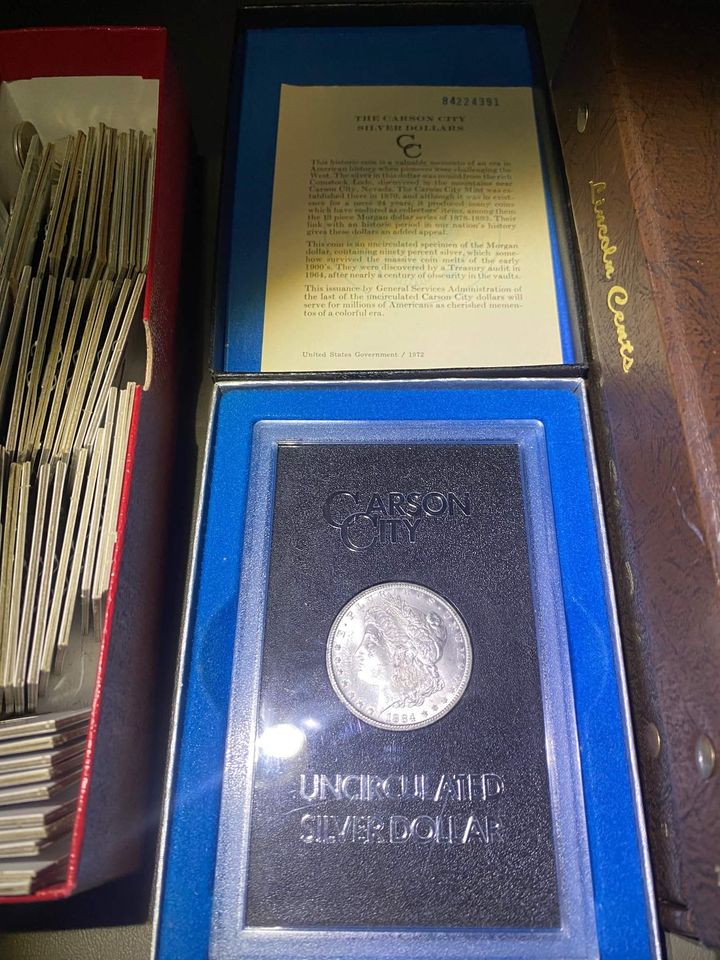 84224391
THE CARSON CITY
SILVER DOLLARS
CC
This historic coin is a valuable memento of an era in
American history when pioneers were challenging the
West. The silver in this dollar was mined from the rich
Comstock Lode, discovered in the mountains near
Carson City, Nevada. The Carson City Mint was es-
tablished there in 1870, and although it was in exist-
ence for a mere 24 years, it produced many coins
which have endured as collectors' items, among them
the 13 piece Morgan dollar series of 1878-1893. Their
link with an historic period in our nation's history
gives these dollars an added appeal.
This coin is an uncirculated specimen of the Morgan
dollar, containing ninety percent silver, which some-
how survived the massive coin melts of the early
1900's. They were discovered by a Treasury audit in
1964, after nearly a century of obscurity in the vaults.
This issuance by General Services Administration of
the last of the uncirculated Carson City dollars will
serve for millions of Americans as cherished memen-
tos of a colorful era.
United States Government / 1972
Lincoln Cents
CARSON
CITY
1884
UNCIRCULATED
SILVER DOLLAR